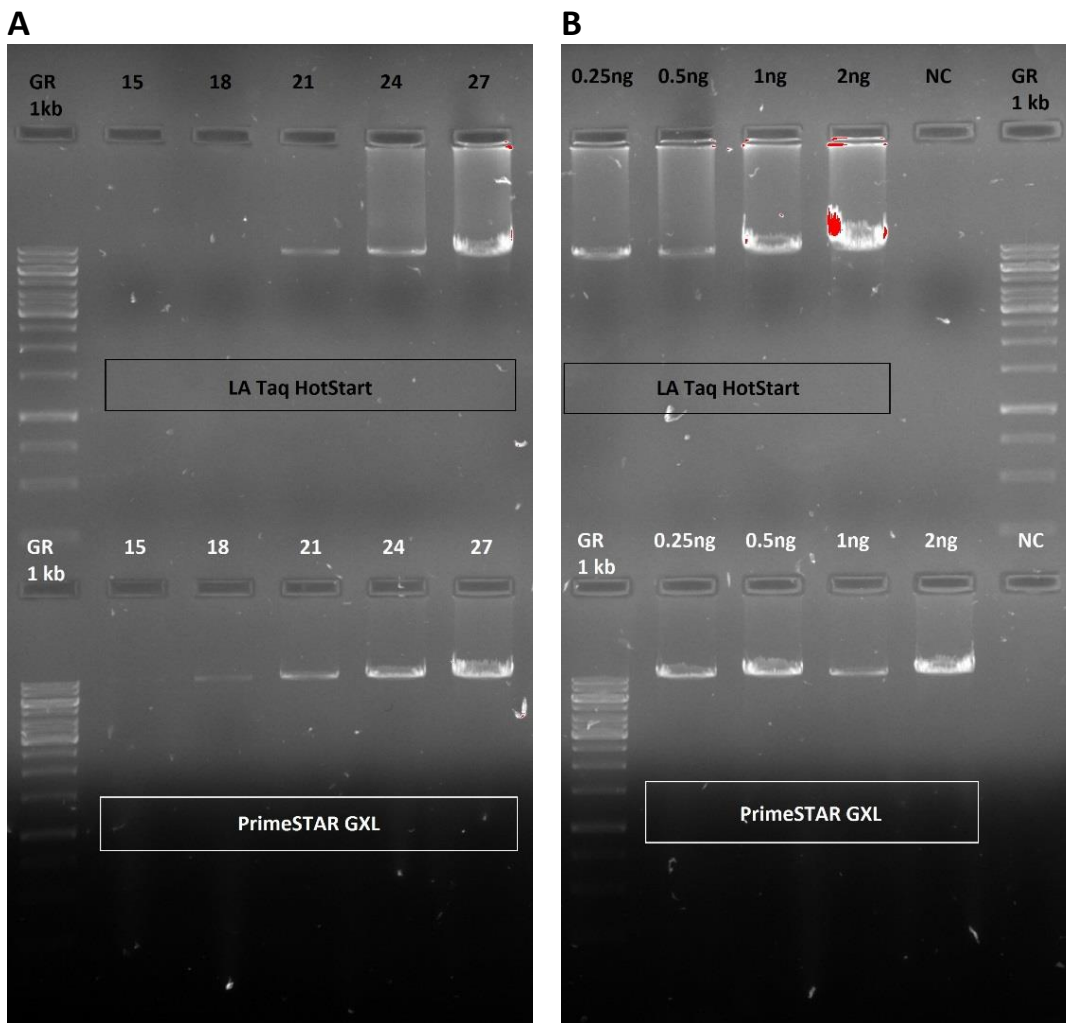 A
GR 15 18 21 24 27
1kb
LA Taq HotStart
GR 15 18 21 24 27
1 kb
PrimeSTAR GXL
B
0.25ng 0.5ng 1ng 2ng NC GR
1 kb
LA Taq HotStart
GR 0.25ng 0.5ng 1ng 2ng NC
1 kb
PrimeSTAR GXL